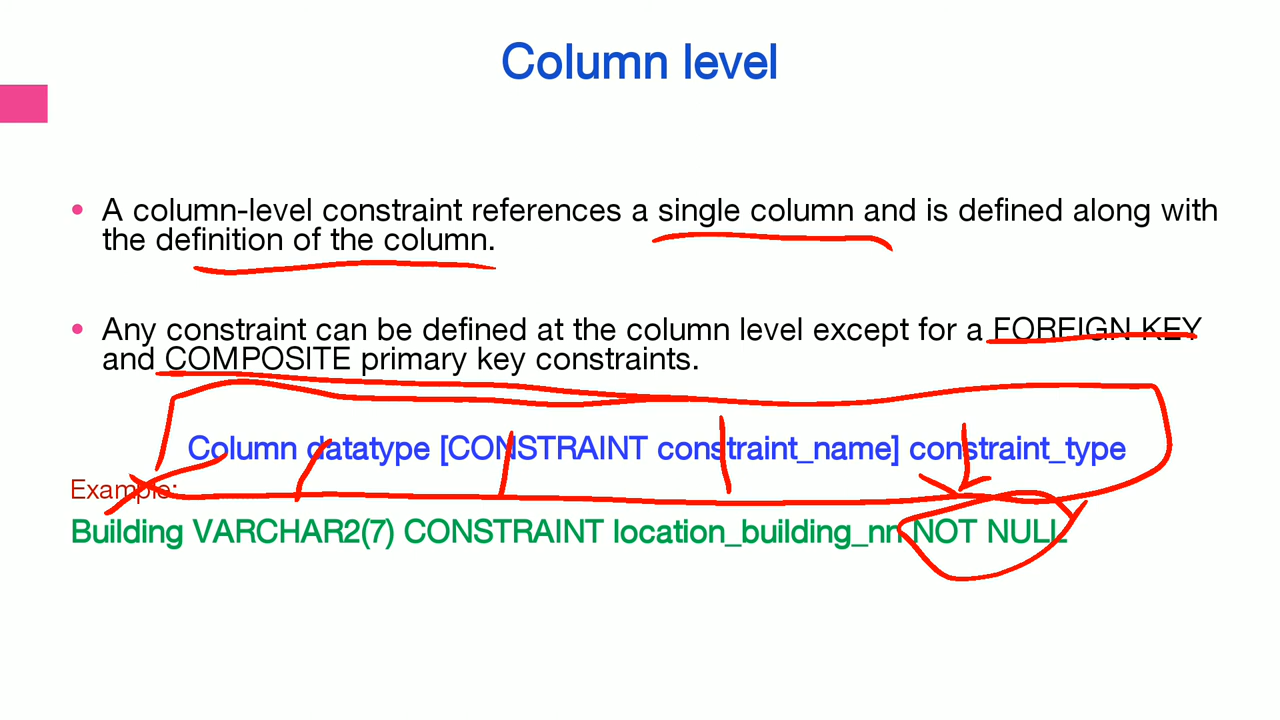 Column level
• A column-level constraint references a single column and is defined along with
the definition of the column.
• Any constraint can be defined at the column level except for a FOREIGN KEY
and COMPOSITE primary key constraints.
Column datatype [CONSTRAINT constraint_name] constraint_type
Example:
Building VARCHAR2(7) CONSTRAINT location_building_nn NOT NULL